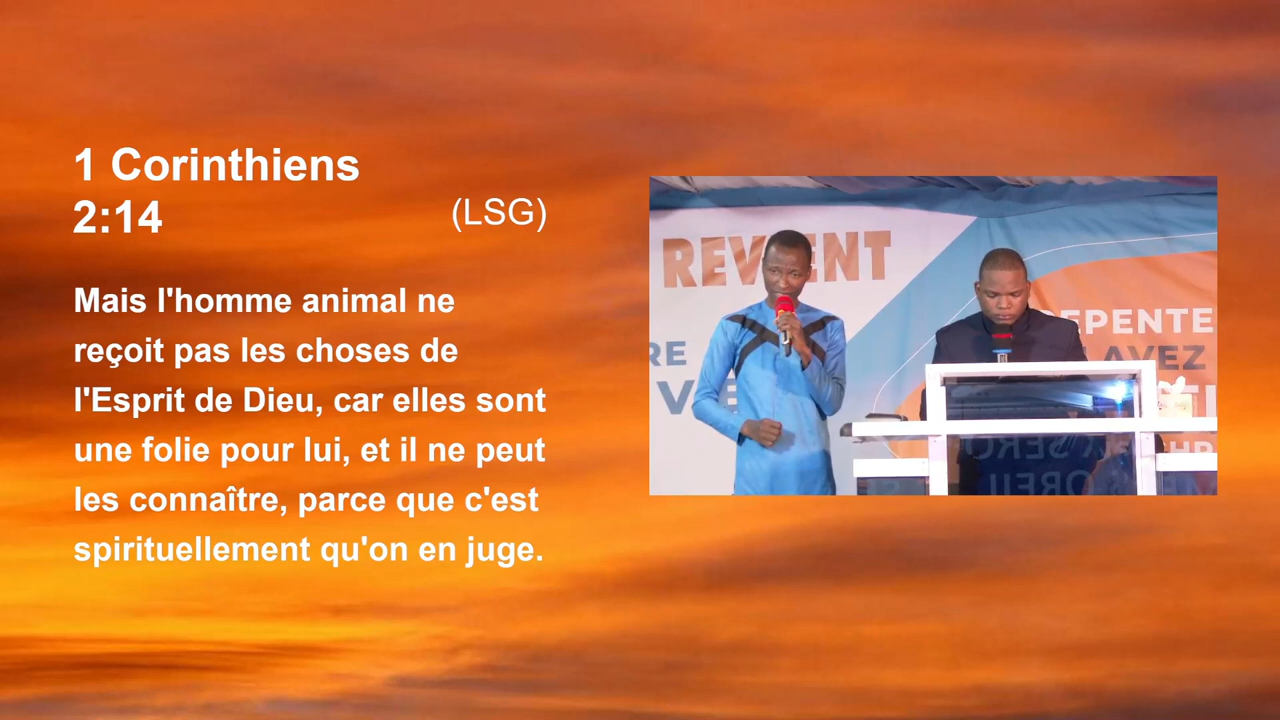 1 Corinthiens
2:14
(LSG)
Mais l'homme animal ne
reçoit pas les choses de
l'Esprit de Dieu, car elles sont
une folie pour lui, et il ne peut
les connaître, parce que c'est
spirituellement qu'on en juge.
EPENTE
AVEZ